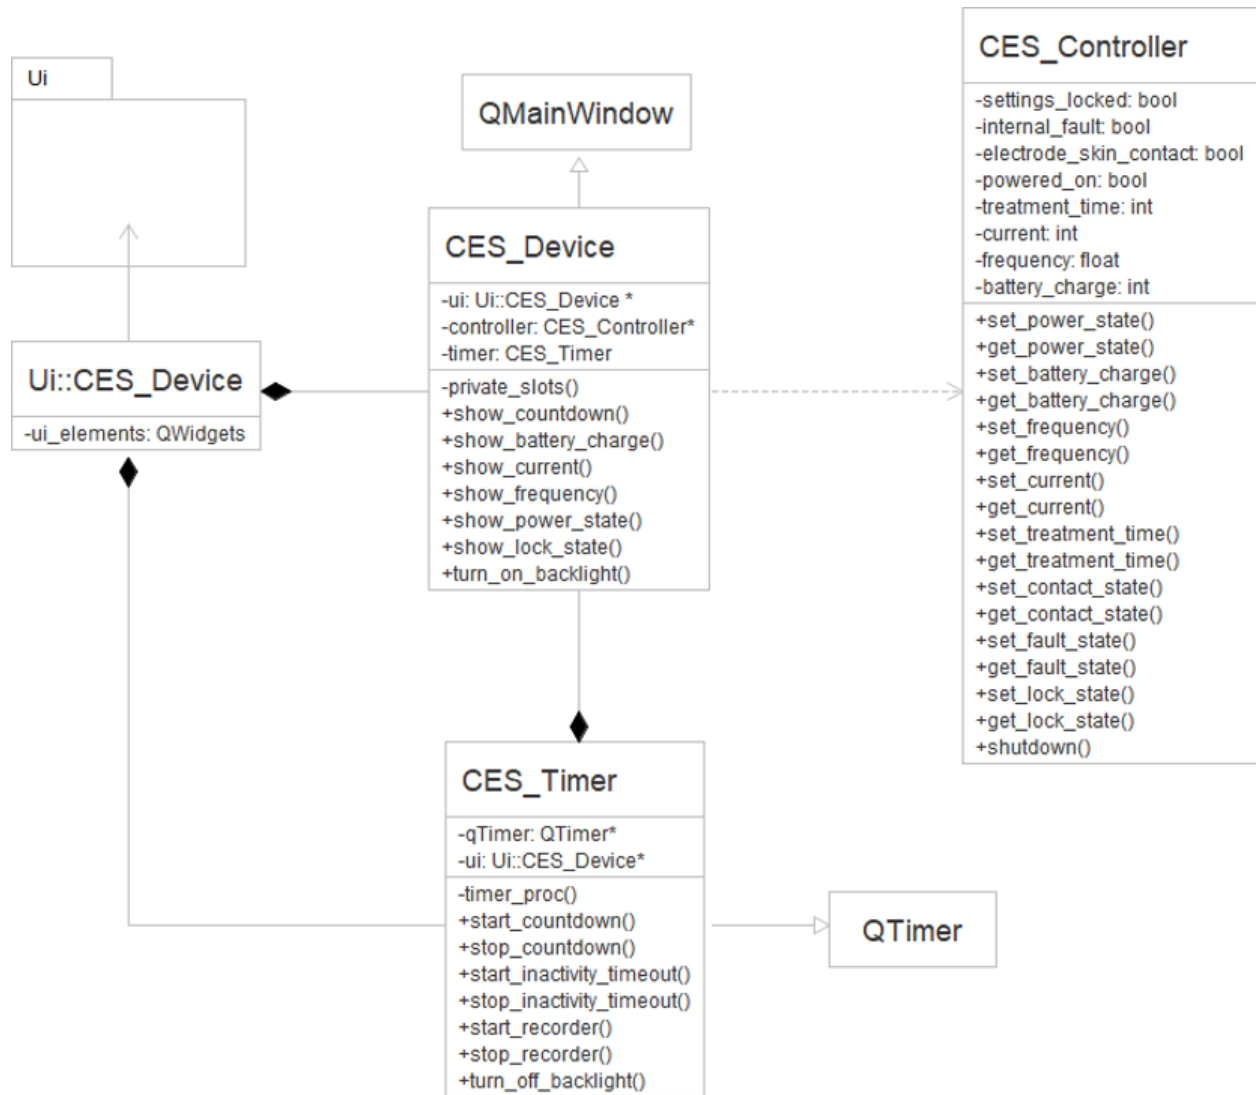 Ui
QMainWindow
CES_Controller
-settings_locked: bool
-internal_fault: bool
-electrode_skin_contact: bool
-powered_on: bool
-treatment_time: int
-current: int
-frequency: float
-battery_charge: int
+set_power_state()
+get_power_state()
+set_battery_charge()
+get_battery_charge()
+set_frequency()
+get_frequency()
+set_current()
+get_current()
+set_treatment_time()
+get_treatment_time()
+set_contact_state()
+get_contact_state()
+set_fault_state()
+get_fault_state()
+set_lock_state()
+get_lock_state()
+shutdown()
CES_Device
-ui: Ui::CES_Device *
-controller: CES_Controller*
-timer: CES_Timer
-private_slots()
+show_countdown()
+show_battery_charge()
+show_current()
+show_frequency()
+show_power_state()
+show_lock_state()
+turn_on_backlight()
Ui::CES_Device
-ui_elements: QWidgets
CES_Timer
-qTimer: QTimer*
-ui: Ui::CES_Device*
-timer_proc()
+start_countdown()
+stop_countdown()
+start_inactivity_timeout()
+stop_inactivity_timeout()
+start_recorder()
+stop_recorder()
+turn_off_backlight()
QTimer